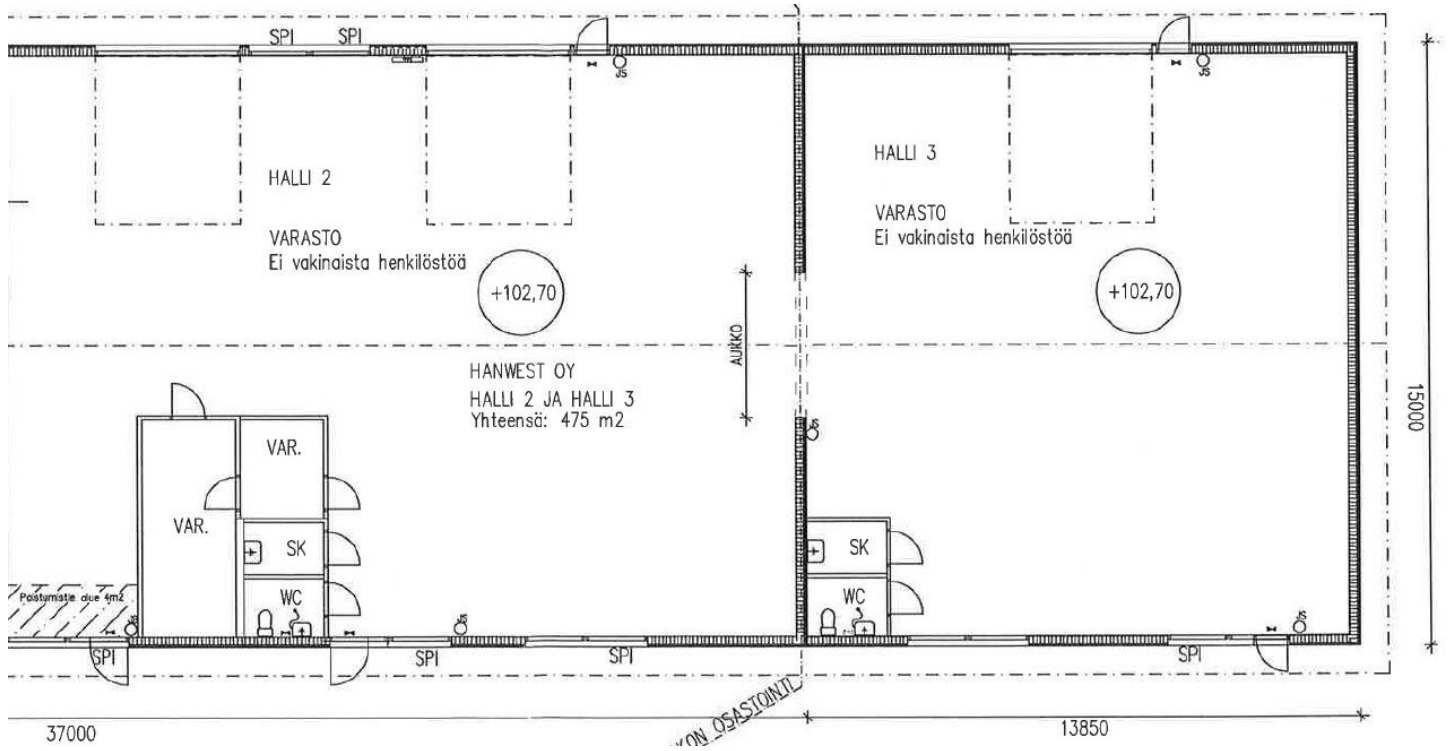 SPI SPI
JS
JS
HALLI 2
VARASTO
Ei vakinaista henkilöstöä
+102,70
HALLI 3
VARASTO
Ei vakinaista henkilöstöä
+102,70
AUKKO
HANWEST OY
HALLI 2 JA HALLI 3
Yhteensä: 475 m2
15000
JS
VAR.
VAR.
SK
WC
SK
WC
Poistumistie alue 4m2
JS
JS
JS
SPI
SPI
SPI
SPI
KON OSASTOINTI
37000
13850